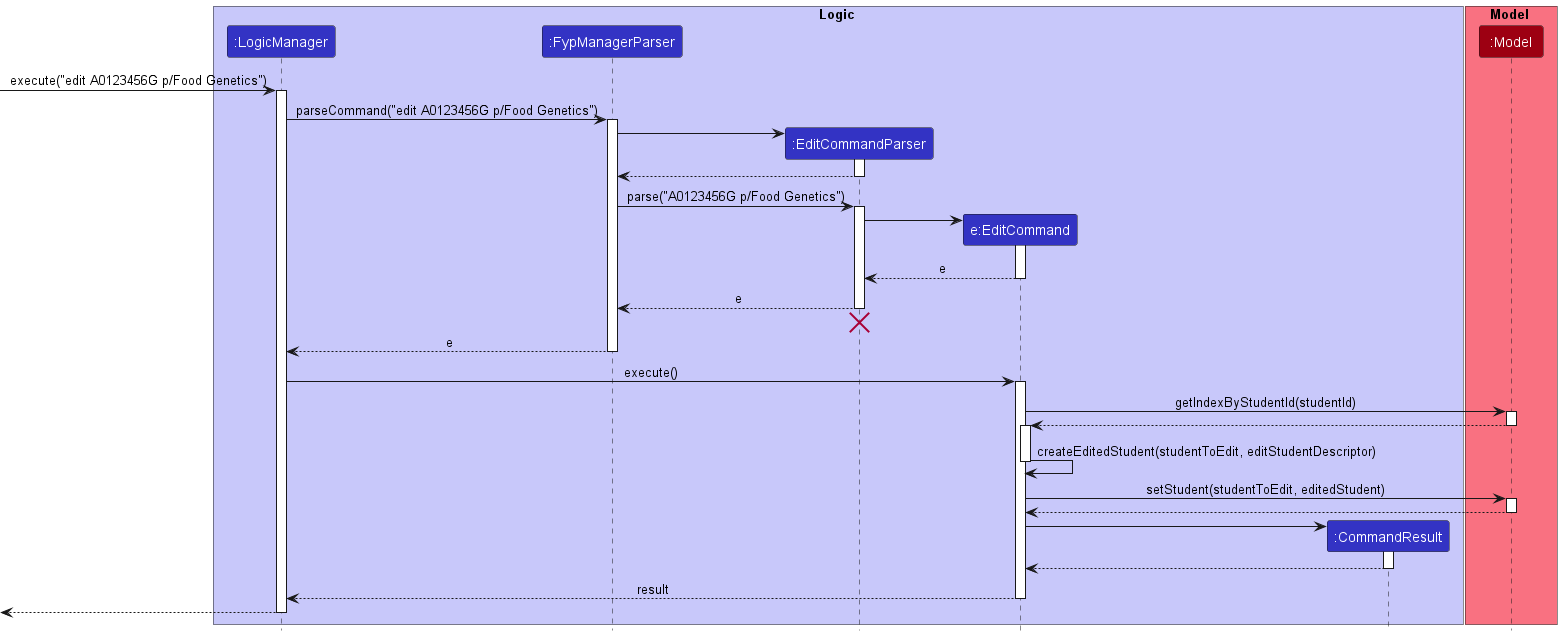 Logic
Model
:LogicManager
:FypManagerParser
:Model
execute("edit A0123456G p/Food Genetics")
parseCommand("edit A0123456G p/Food Genetics")
:EditCommandParser
parse("A0123456G p/Food Genetics")
e:EditCommand
e
e
e
execute()
getIndexByStudentId(studentId)
createEditedStudent(studentToEdit, editStudentDescriptor)
setStudent(studentToEdit, editedStudent)
:CommandResult
result